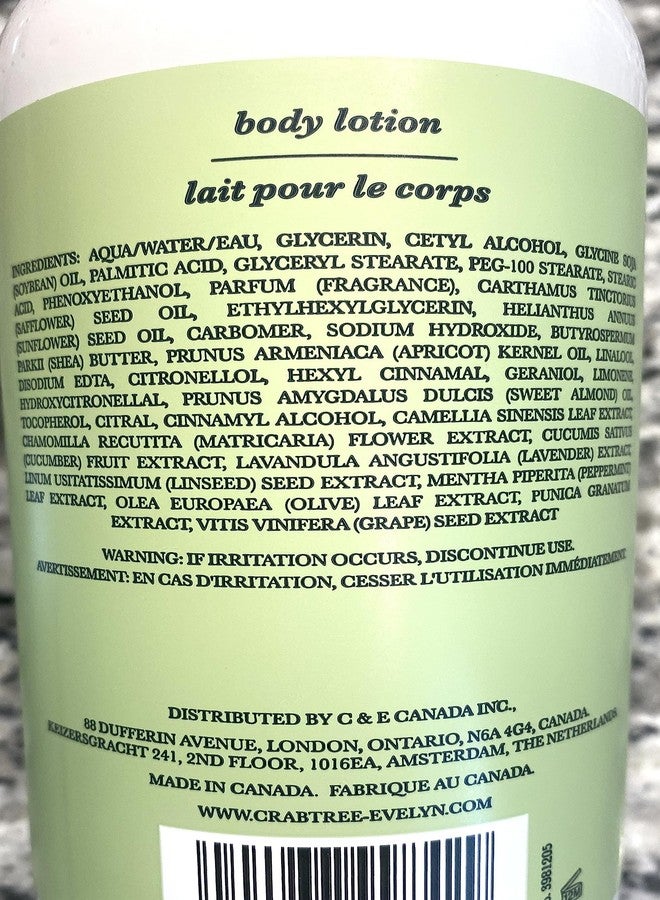 body lotion
lait pour le corps
INGREDIENTS: AQUA/WATER/EAU, GLYCERIN, CETYL ALCOHOL, GLYCINE SOJA
(SOYBEAN) OIL, PALMITIC ACID, GLYCERYL STEARATE, PEG-100 STEARATE, STEARIC
ACID, PHENOXYETHANOL, PARFUM (FRAGRANCE), CARTHAMUS TINCTORIUS
(SAFFLOWER) SEED OIL, ETHYLHEXYLGLYCERIN, HELIANTHUS ANNUUS
(SUNFLOWER) SEED OIL, CARBOMER, SODIUM HYDROXIDE, BUTYROSPERMUM
PARKII (SHEA) BUTTER, PRUNUS ARMENIACA (APRICOT) KERNEL OIL, LINALOOL,
DISODIUM EDTA, CITRONELLOL, HEXYL CINNAMAL, GERANIOL, LIMONENE,
HYDROXYCITRONELLAL, PRUNUS AMYGDALUS DULCIS (SWEET ALMOND) OIL,
TOCOPHEROL, CITRAL, CINNAMYL ALCOHOL, CAMELLIA SINENSIS LEAF EXTRACT,
CHAMOMILLA RECUTITA (MATRICARIA) FLOWER EXTRACT, CUCUMIS SATIVUS
(CUCUMBER) FRUIT EXTRACT, LAVANDULA ANGUSTIFOLIA (LAVENDER) EXTRACT,
LINUM USITATISSIMUM (LINSEED) SEED EXTRACT, MENTHA PIPERITA (PEPPERMINT)
LEAF EXTRACT, OLEA EUROPAEA (OLIVE) LEAF EXTRACT, PUNICA GRANATUM
EXTRACT, VITIS VINIFERA (GRAPE) SEED EXTRACT
WARNING: IF IRRITATION OCCURS, DISCONTINUE USE.
AVERTISSEMENT: EN CAS D'IRRITATION, CESSER L'UTILISATION IMMÉDIATEMENT.
DISTRIBUTED BY C & E CANADA INC.,
88 DUFFERIN AVENUE, LONDON, ONTARIO, N6A 4G4, CANADA.
KEIZERSGRACHT 241, 2ND FLOOR, 1016EA, AMSTERDAM, THE NETHERLANDS
MADE IN CANADA. FABRIQUE AU CANADA.
WWW.CRABTREE-EVELYN.COM
3981205
12M